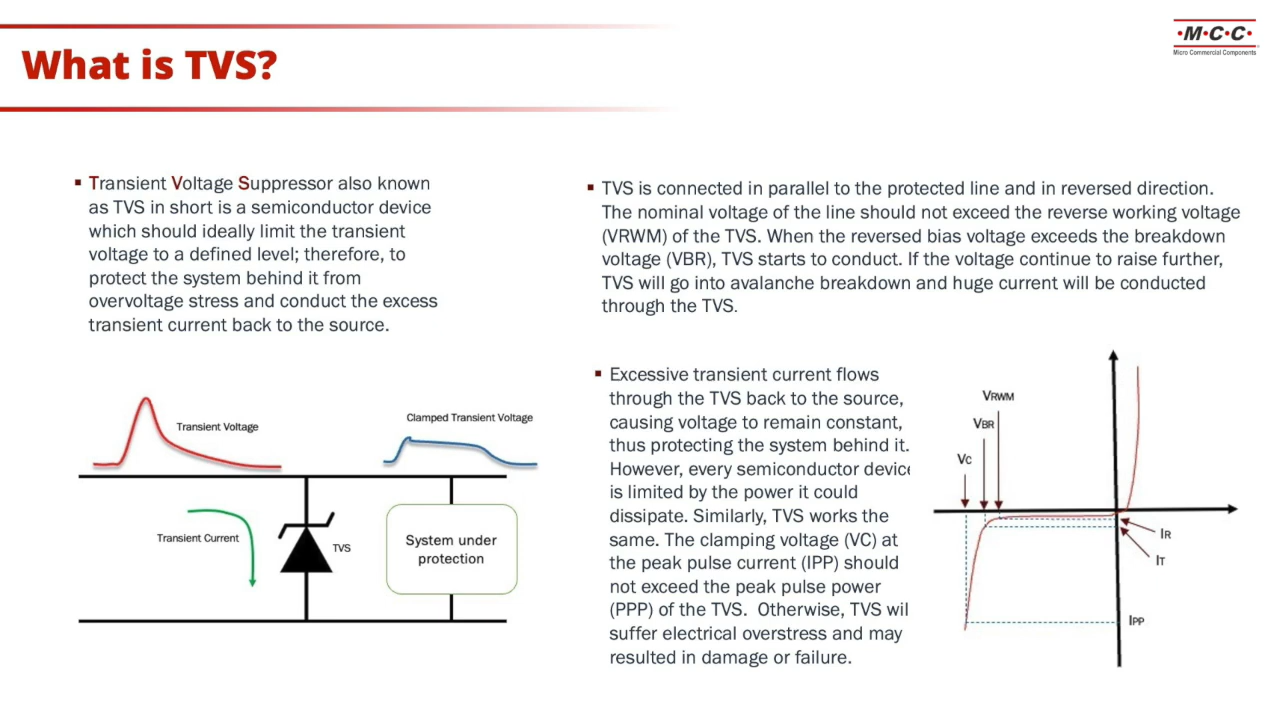 What is TVS?
•M•C•C•
Micro Commercial Components
▪ Transient Voltage Suppressor also known
as TVS in short is a semiconductor device
which should ideally limit the transient
voltage to a defined level; therefore, to
protect the system behind it from
overvoltage stress and conduct the excess
transient current back to the source.
▪ TVS is connected in parallel to the protected line and in reversed direction.
The nominal voltage of the line should not exceed the reverse working voltage
(VRWM) of the TVS. When the reversed bias voltage exceeds the breakdown
voltage (VBR), TVS starts to conduct. If the voltage continue to raise further,
TVS will go into avalanche breakdown and huge current will be conducted
through the TVS.
Transient Voltage
Clamped Transient Voltage
Transient Current
TVS
System under
protection
▪ Excessive transient current flows
through the TVS back to the source,
causing voltage to remain constant,
thus protecting the system behind it.
However, every semiconductor device
is limited by the power it could
dissipate. Similarly, TVS works the
same. The clamping voltage (VC) at
the peak pulse current (IPP) should
not exceed the peak pulse power
(PPP) of the TVS.  Otherwise, TVS wil
suffer electrical overstress and may
resulted in damage or failure.
VRWM
VBR
VC
IR
IT
IPP